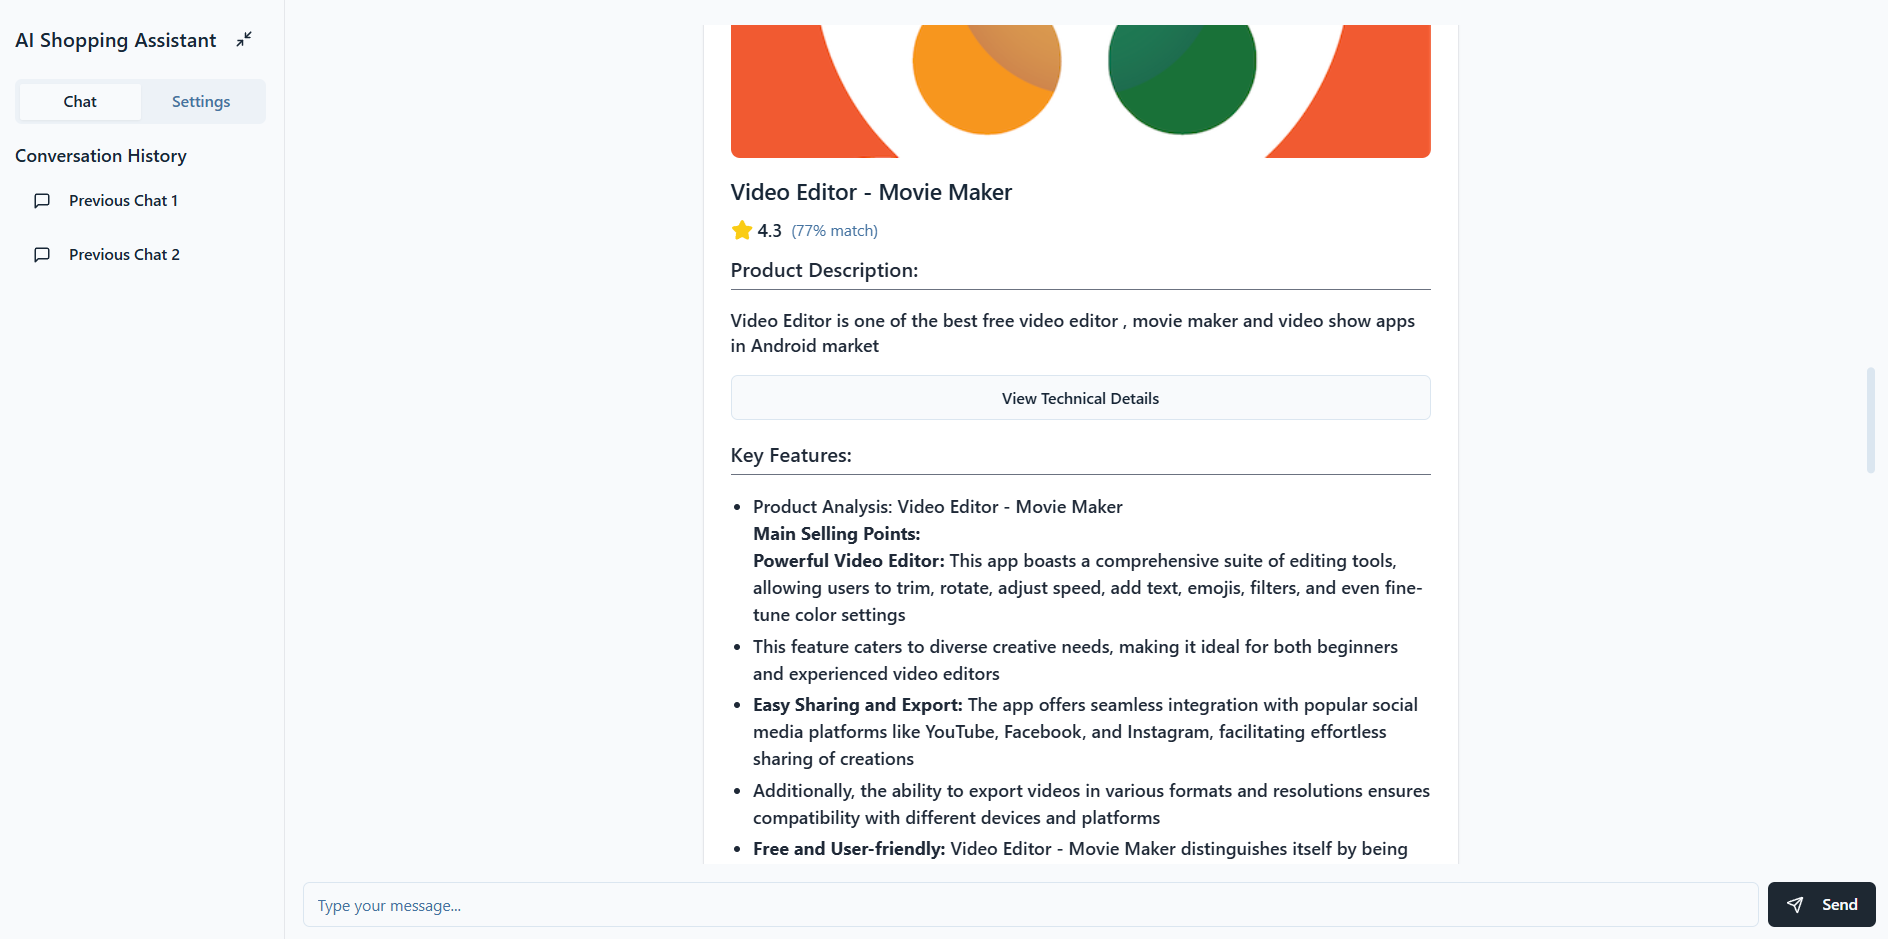 AI Shopping Assistant
Chat
Settings
Conversation History
Previous Chat 1
Previous Chat 2
Video Editor - Movie Maker
4.3 (77% match)
Product Description:
Video Editor is one of the best free video editor , movie maker and video show apps
in Android market
View Technical Details
Key Features:
• Product Analysis: Video Editor - Movie Maker
Main Selling Points:
Powerful Video Editor: This app boasts a comprehensive suite of editing tools,
allowing users to trim, rotate, adjust speed, add text, emojis, filters, and even fine-
tune color settings
• This feature caters to diverse creative needs, making it ideal for both beginners
and experienced video editors
• Easy Sharing and Export: The app offers seamless integration with popular social
media platforms like YouTube, Facebook, and Instagram, facilitating effortless
sharing of creations
• Additionally, the ability to export videos in various formats and resolutions ensures
compatibility with different devices and platforms
• Free and User-friendly: Video Editor - Movie Maker distinguishes itself by being
Type your message...
Send